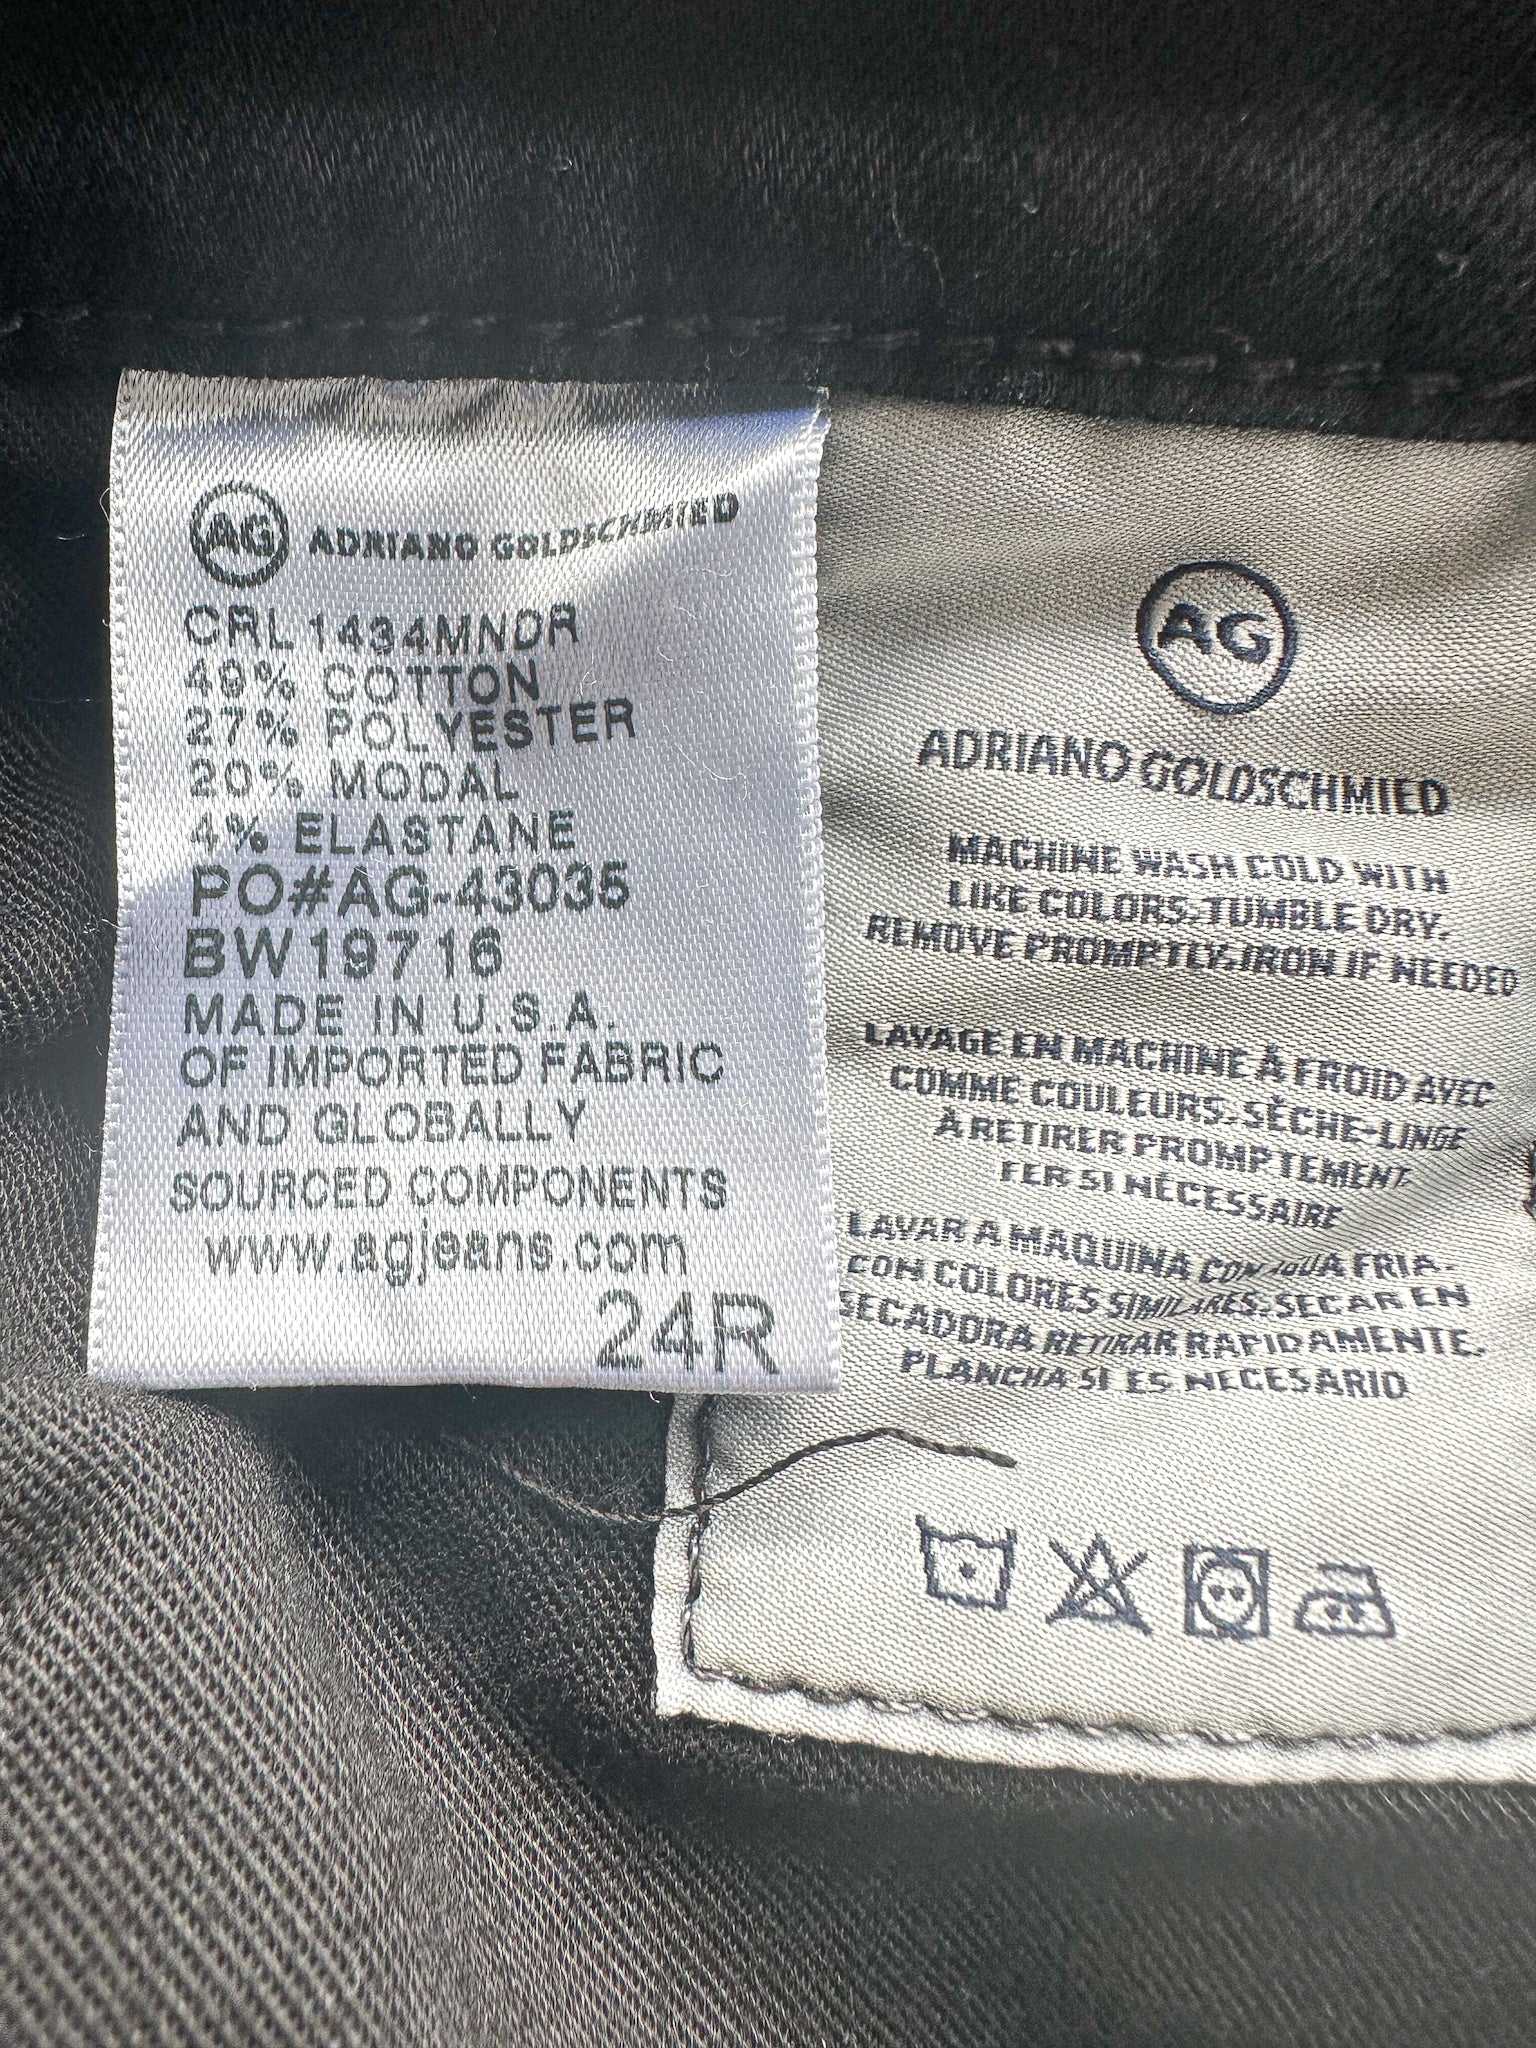 AG ADRIANO GOLDSCHMIED
CRL1434MNDR
49% COTTON
27% POLYESTER
20% MODAL
4% ELASTANE
PO#AG-43035
BW19716
MADE IN U.S.A.
OF IMPORTED FABRIC
AND GLOBALLY
SOURCED COMPONENTS
www.agjeans.com
24R
AG
ADRIANO GOLDSCHMIED
MACHINE WASH COLD WITH
LIKE COLORS. TUMBLE DRY.
REMOVE PROMPTLY. IRON IF NEEDED
LAVAGE EN MACHINE À FROID AVEC
COMME COULEURS. SÈCHE-LINGE
À RETIRER PROMPTEMENT
FER SI NÉCESSAIRE
LAVAR A MAQUINA CON AGUA FRIA.
CON COLORES SIMILARES. SECAR EN
SECADORA RETIRAR RAPIDAMENTE.
PLANCHA SI ES NECESARIO